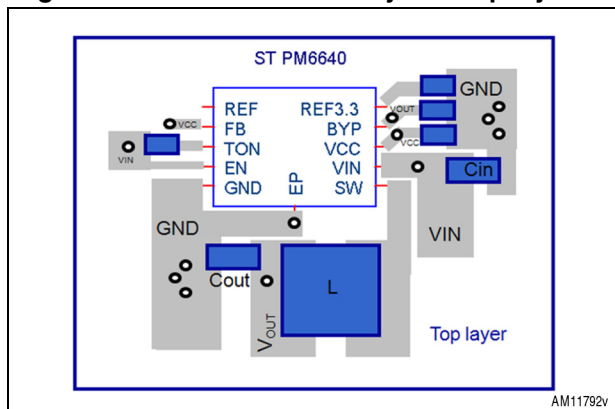 ST PM6640
REF
REF3.3
GND
FB
BYP
VOUT
VCC
TON
VCC
VCC
VIN
EN
VIN
Cin
GND
SW
EP
GND
VIN
Cout
L
VOUT
Top layer
AM11792v